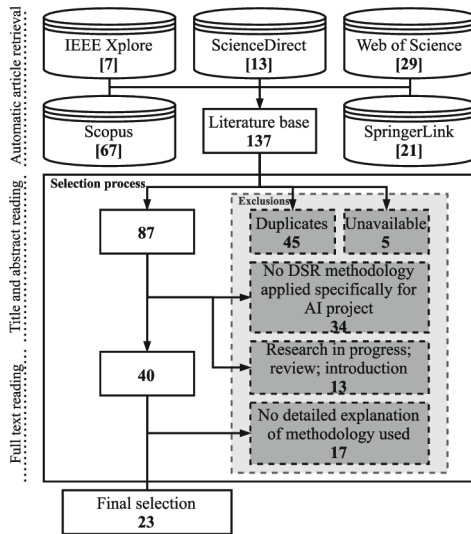 Automatic article retrieval
IEEE Xplore
[7]
ScienceDirect
[13]
Web of Science
[29]
Scopus
[67]
Literature base
137
SpringerLink
[21]
Title and abstract reading
Selection process
Exclusions
87
Duplicates
45
Unavailable
5
No DSR methodology
applied specifically for
AI project
34
Research in progress;
review; introduction
13
Full text reading
40
No detailed explanation
of methodology used
17
Final selection
23